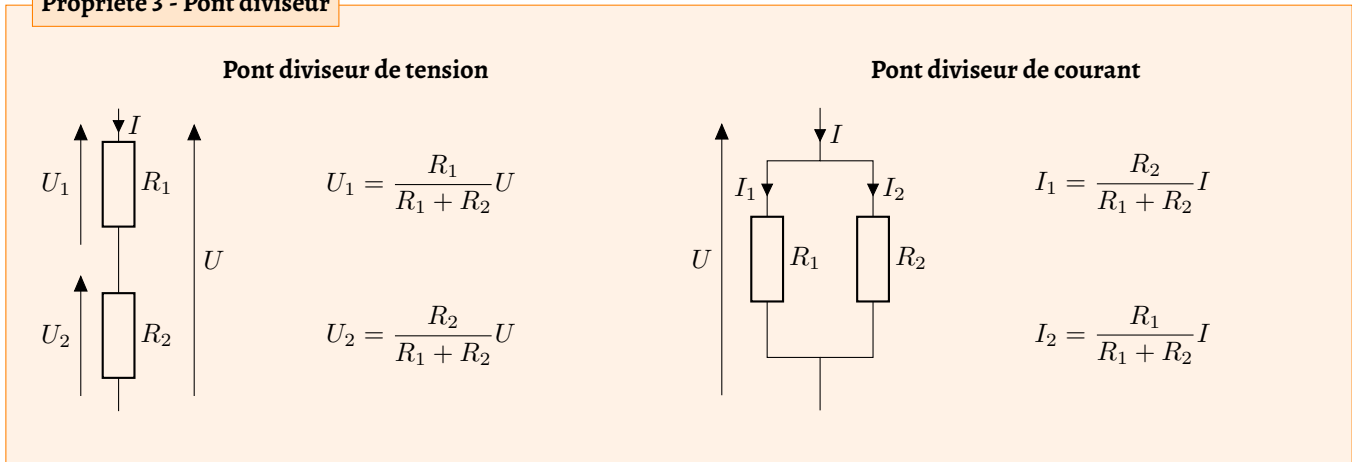 Propriété 3 - Pont diviseur
Pont diviseur de tension
I
U₁
R₁
U₁ = R₁ / (R₁ + R₂) U
U
U₂
R₂
U₂ = R₂ / (R₁ + R₂) U
Pont diviseur de courant
I
I₁
I₂
I₁ = R₂ / (R₁ + R₂) I
U
R₁
R₂
I₂ = R₁ / (R₁ + R₂) I